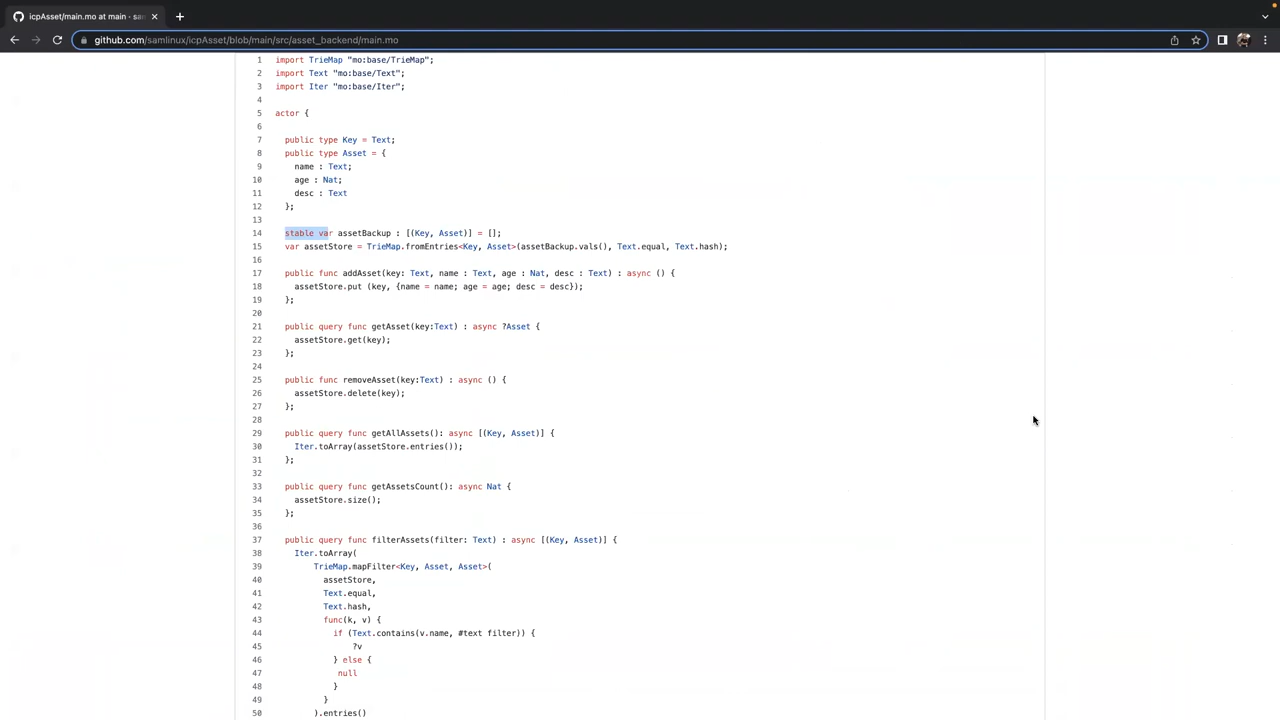 icpAsset/main.mo at main · sam
github.com/samlinux/icpAsset/blob/main/src/asset_backend/main.mo
1 import TrieMap "mo:base/TrieMap";
2 import Text "mo:base/Text";
3 import Iter "mo:base/Iter";
4
5 actor {
6
7 public type Key = Text;
8 public type Asset = {
9 name : Text;
10 age : Nat;
11 desc : Text
12 };
13
14 stable var assetBackup : [(Key, Asset)] = [];
15 var assetStore = TrieMap.fromEntries<Key, Asset>(assetBackup.vals(), Text.equal, Text.hash);
16
17 public func addAsset(key: Text, name : Text, age : Nat, desc : Text) : async () {
18 assetStore.put (key, {name = name; age = age; desc = desc});
19 };
20
21 public query func getAsset(key:Text) : async ?Asset {
22 assetStore.get(key);
23 };
24
25 public func removeAsset(key:Text) : async () {
26 assetStore.delete(key);
27 };
28
29 public query func getAllAssets(): async [(Key, Asset)] {
30 Iter.toArray(assetStore.entries());
31 };
32
33 public query func getAssetsCount(): async Nat {
34 assetStore.size();
35 };
36
37 public query func filterAssets(filter: Text) : async [(Key, Asset)] {
38 Iter.toArray(
39 TrieMap.mapFilter<Key, Asset, Asset>(
40 assetStore,
41 Text.equal,
42 Text.hash,
43 func(k, v) {
44 if (Text.contains(v.name, #text filter)) {
45 ?v
46 } else {
47 null
48 }
49 }
50 ).entries()